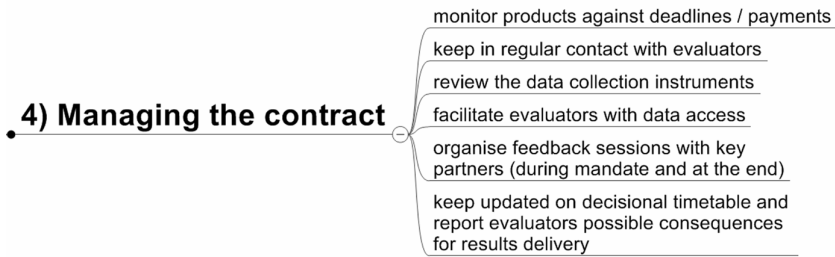 monitor products against deadlines / payments
keep in regular contact with evaluators
review the data collection instruments
4) Managing the contract
facilitate evaluators with data access
organise feedback sessions with key
partners (during mandate and at the end)
keep updated on decisional timetable and
report evaluators possible consequences
for results delivery